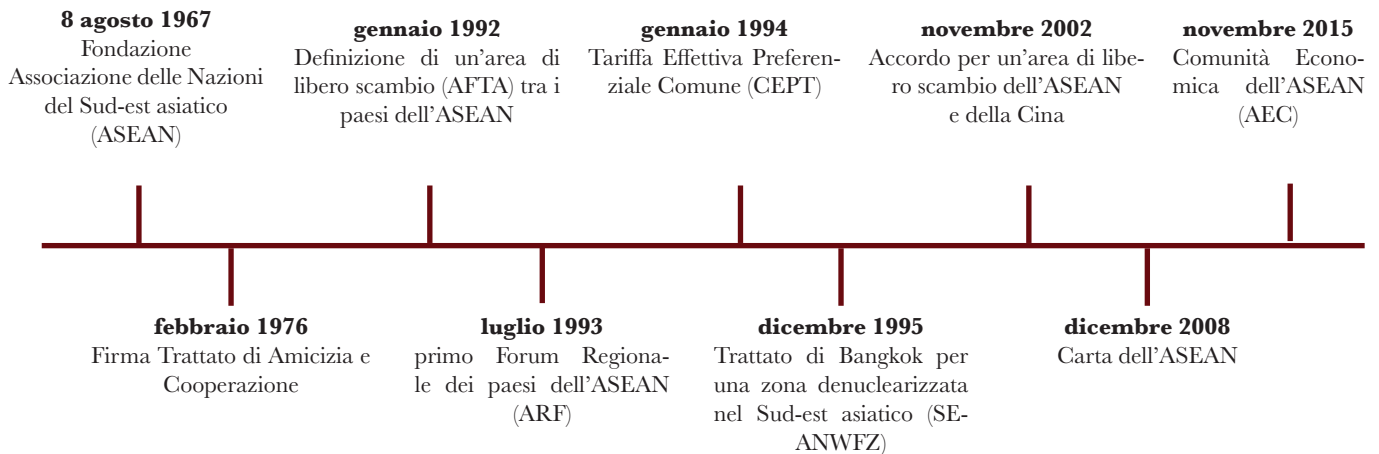 8 agosto 1967
Fondazione
Associazione delle Nazioni
del Sud-est asiatico
(ASEAN)
gennaio 1992
Definizione di un'area di
libero scambio (AFTA) tra i
paesi dell'ASEAN
gennaio 1994
Tariffa Effettiva Preferen-
ziale Comune (CEPT)
novembre 2002
Accordo per un'area di libe-
ro scambio dell'ASEAN
e della Cina
novembre 2015
Comunità Econo-
mica dell'ASEAN
(AEC)
febbraio 1976
Firma Trattato di Amicizia e
Cooperazione
luglio 1993
primo Forum Regiona-
le dei paesi dell'ASEAN
(ARF)
dicembre 1995
Trattato di Bangkok per
una zona denuclearizzata
nel Sud-est asiatico (SE-
ANWFZ)
dicembre 2008
Carta dell'ASEAN